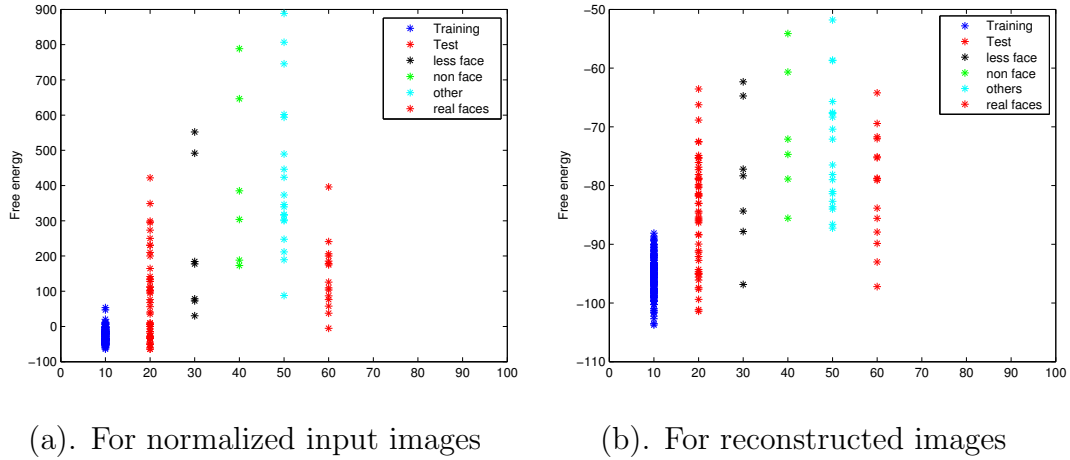 900
800
700
600
500
400
300
200
100
0
−100
Free energy
0 10 20 30 40 50 60 70 80 90 100
Training
Test
less face
non face
other
real faces
(a). For normalized input images
−50
−60
−70
−80
−90
−100
−110
Free energy
0 10 20 30 40 50 60 70 80 90 100
Training
Test
less face
non face
others
real faces
(b). For reconstructed images